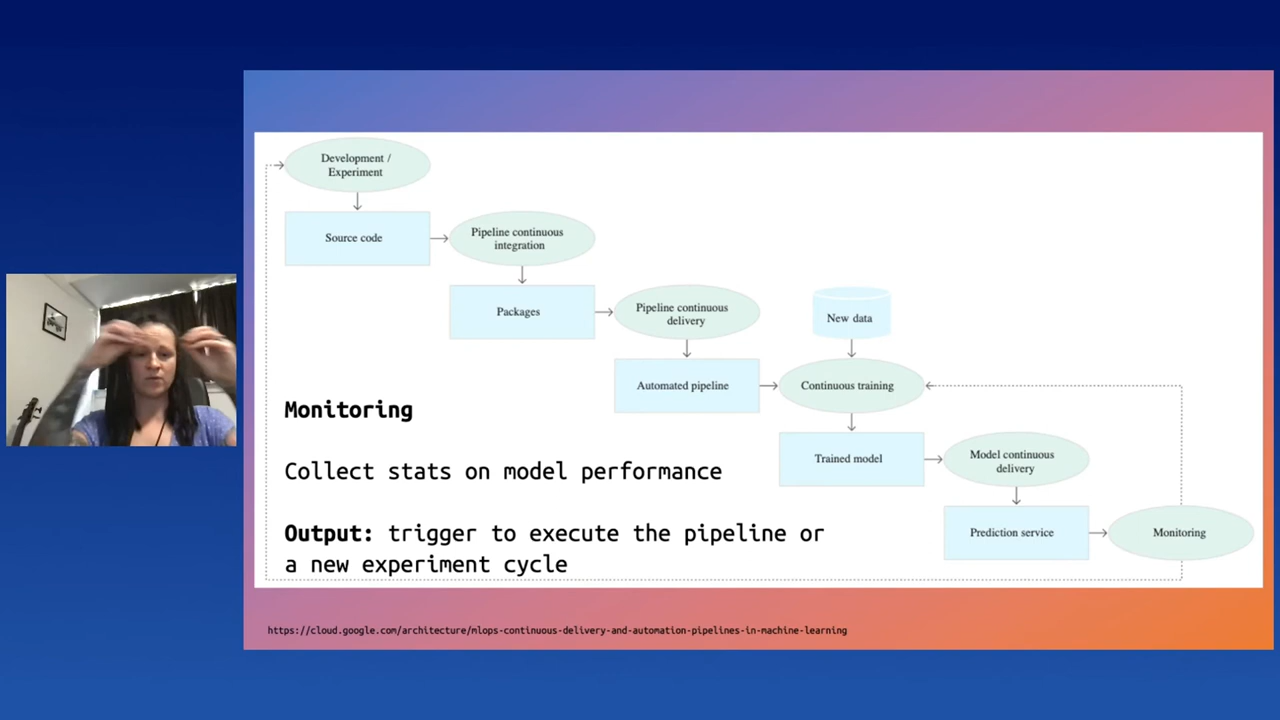 Development /
Experiment
Source code
Pipeline continuous
integration
Packages
Pipeline continuous
delivery
New data
Automated pipeline
Continuous training
Monitoring
Collect stats on model performance
Trained model
Model continuous
delivery
Output: trigger to execute the pipeline or
a new experiment cycle
Prediction service
Monitoring
https://cloud.google.com/architecture/mlops-continuous-delivery-and-automation-pipelines-in-machine-learning